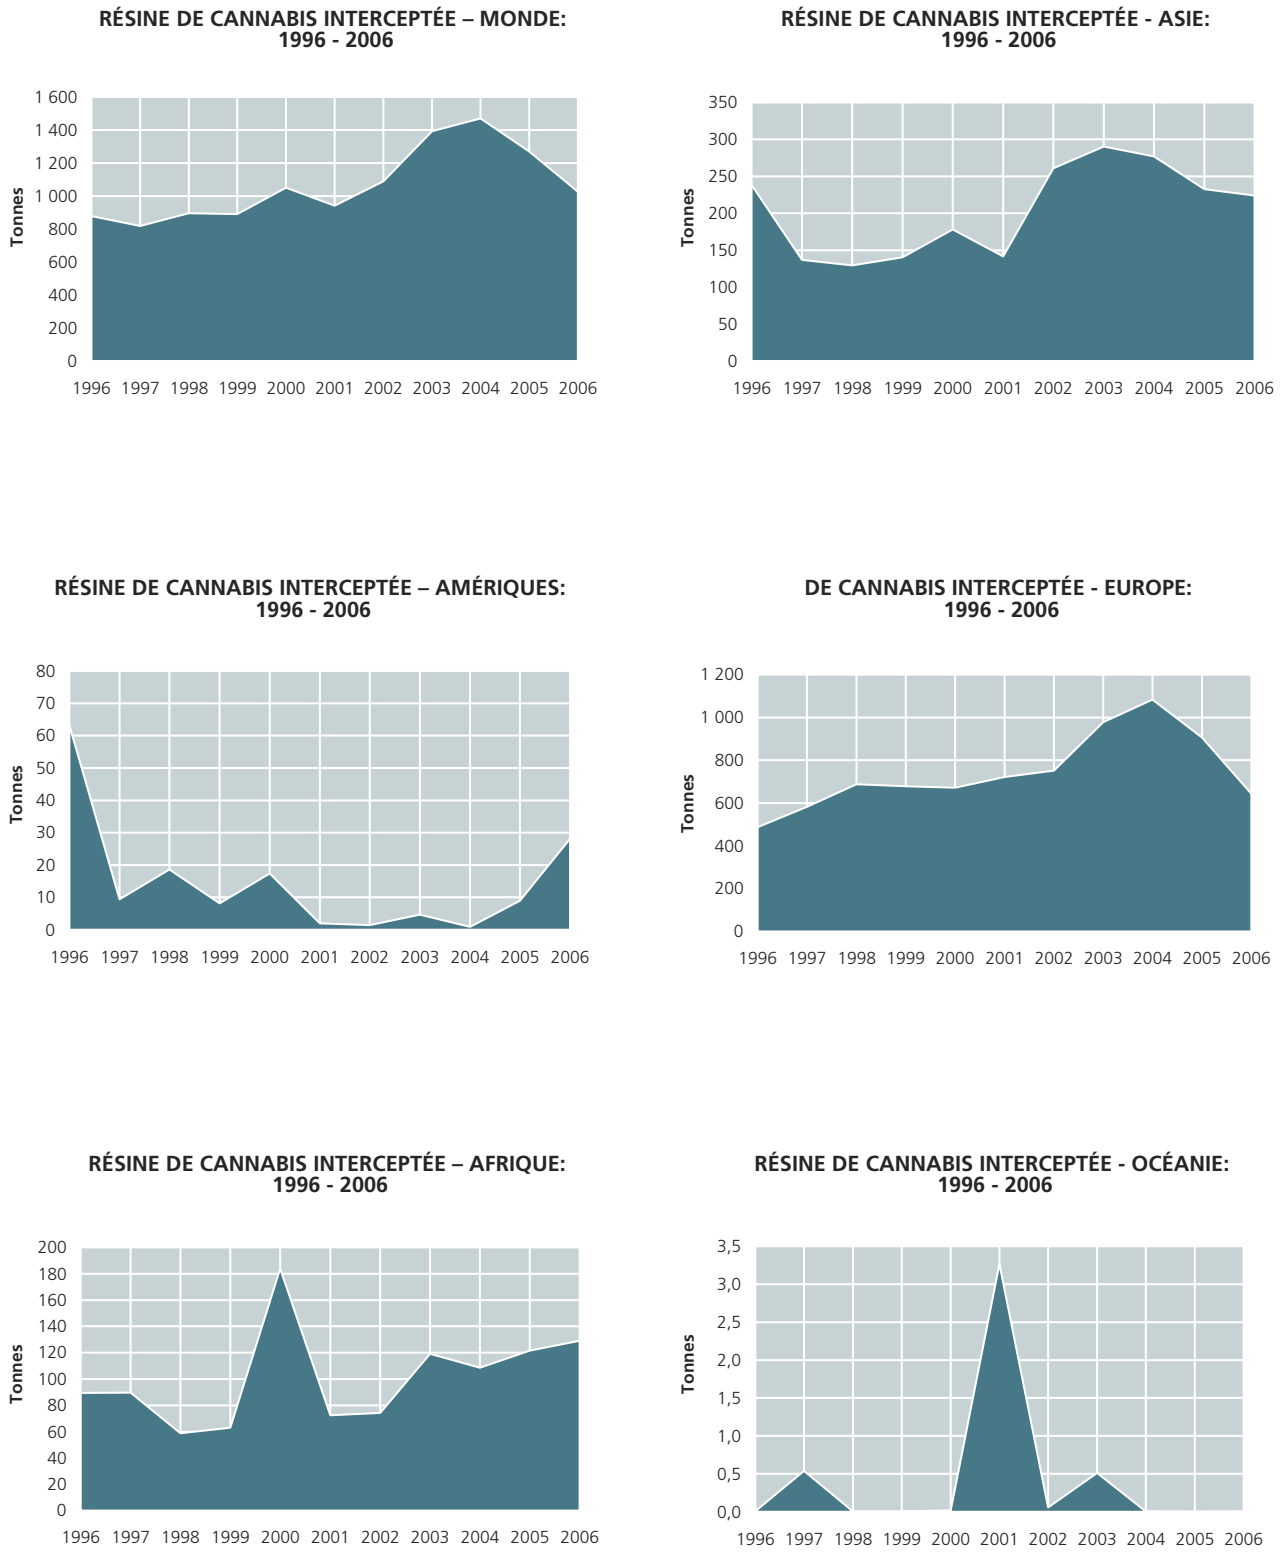 RÉSINE DE CANNABIS INTERCEPTÉE – MONDE:
1996 - 2006
Tonnes
1 600
1 400
1 200
1 000
800
600
400
200
0
1996 1997 1998 1999 2000 2001 2002 2003 2004 2005 2006
RÉSINE DE CANNABIS INTERCEPTÉE - ASIE:
1996 - 2006
Tonnes
350
300
250
200
150
100
50
0
1996 1997 1998 1999 2000 2001 2002 2003 2004 2005 2006
RÉSINE DE CANNABIS INTERCEPTÉE – AMÉRIQUES:
1996 - 2006
Tonnes
80
70
60
50
40
30
20
10
0
1996 1997 1998 1999 2000 2001 2002 2003 2004 2005 2006
DE CANNABIS INTERCEPTÉE - EUROPE:
1996 - 2006
Tonnes
1 200
1 000
800
600
400
200
0
1996 1997 1998 1999 2000 2001 2002 2003 2004 2005 2006
RÉSINE DE CANNABIS INTERCEPTÉE – AFRIQUE:
1996 - 2006
Tonnes
200
180
160
140
120
100
80
60
40
20
0
1996 1997 1998 1999 2000 2001 2002 2003 2004 2005 2006
RÉSINE DE CANNABIS INTERCEPTÉE - OCÉANIE:
1996 - 2006
Tonnes
3,5
3,0
2,5
2,0
1,5
1,0
0,5
0,0
1996 1997 1998 1999 2000 2001 2002 2003 2004 2005 2006